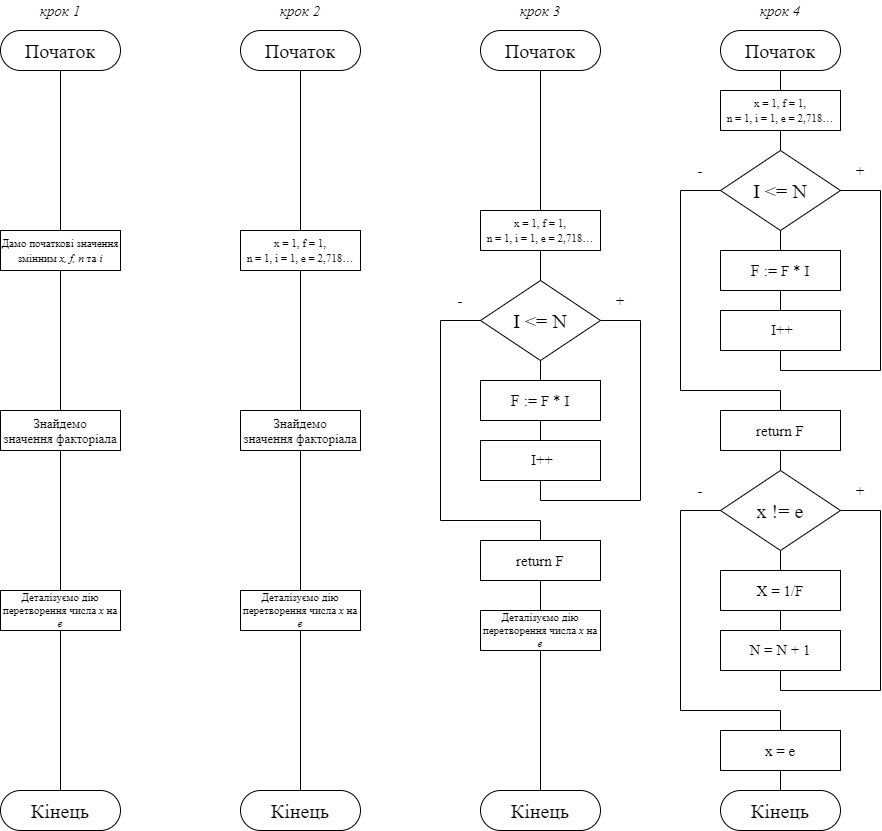 крок 1
Початок
Дамо початкові значення
змінним x, f, n та i
Знайдемо
значення факторіала
Деталізуємо дію
перетворення числа x на
e
Кінець
крок 2
Початок
x = 1, f = 1,
n = 1, i = 1, e = 2,718…
Знайдемо
значення факторіала
Деталізуємо дію
перетворення числа x на
e
Кінець
крок 3
Початок
x = 1, f = 1,
n = 1, i = 1, e = 2,718…
-
+
I <= N
F := F * I
I++
return F
Деталізуємо дію
перетворення числа x на
e
Кінець
крок 4
Початок
x = 1, f = 1,
n = 1, i = 1, e = 2,718…
-
+
I <= N
F := F * I
I++
return F
-
+
x != e
X = 1/F
N = N + 1
x = e
Кінець